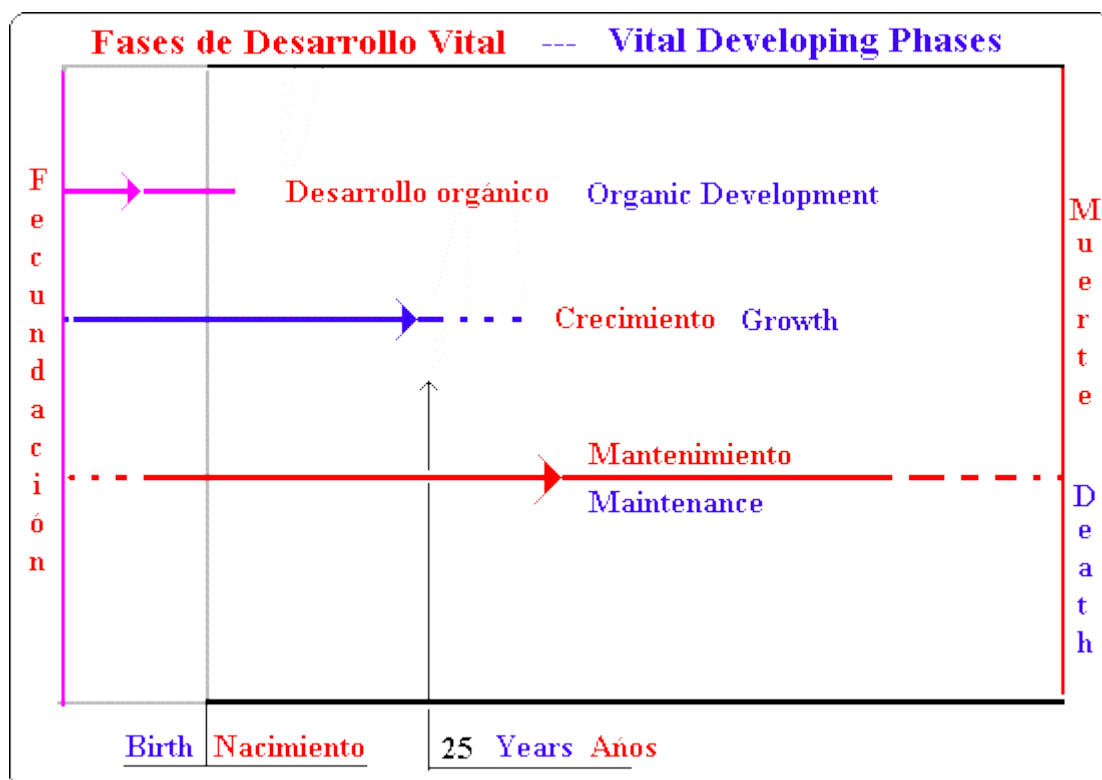 Fases de Desarrollo Vital --- Vital Developing Phases
Fecundación
Desarrollo orgánico Organic Development
Crecimiento Growth
Mantenimiento
Maintenance
Muerte
Death
Birth Nacimiento
25 Years Años